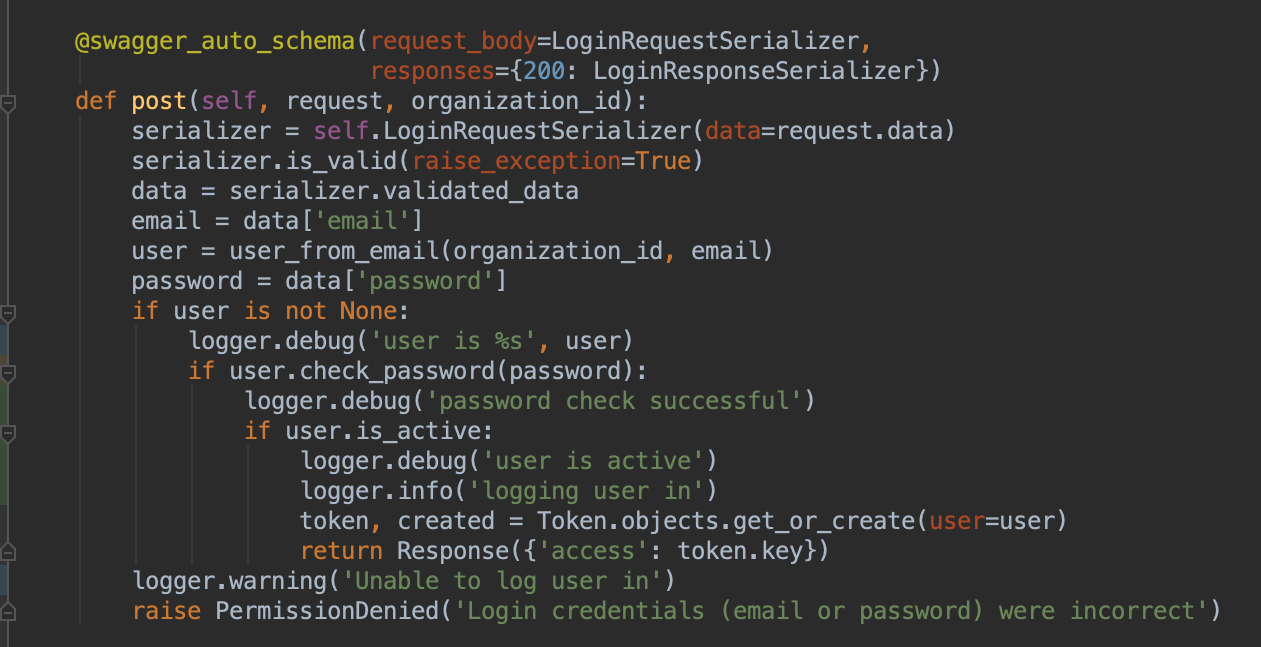 @swagger_auto_schema(request_body=LoginRequestSerializer,
                     responses={200: LoginResponseSerializer})
def post(self, request, organization_id):
    serializer = self.LoginRequestSerializer(data=request.data)
    serializer.is_valid(raise_exception=True)
    data = serializer.validated_data
    email = data['email']
    user = user_from_email(organization_id, email)
    password = data['password']
    if user is not None:
        logger.debug('user is %s', user)
        if user.check_password(password):
            logger.debug('password check successful')
            if user.is_active:
                logger.debug('user is active')
                logger.info('logging user in')
                token, created = Token.objects.get_or_create(user=user)
                return Response({'access': token.key})
    logger.warning('Unable to log user in')
    raise PermissionDenied('Login credentials (email or password) were incorrect')